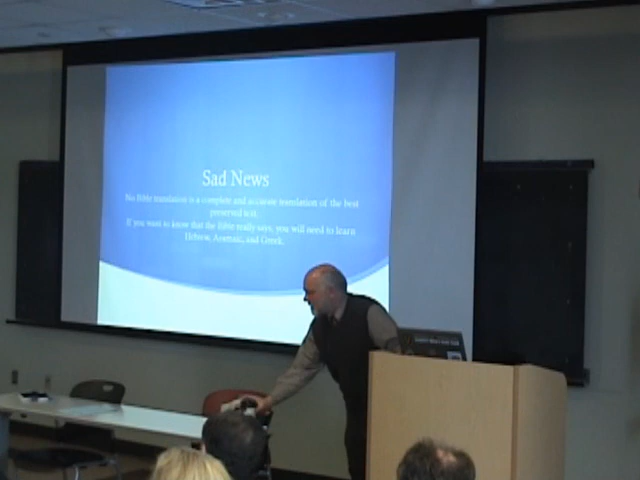 Sad News
No Bible translation is a complete and accurate translation of the best
preserved text.
If you want to know that the Bible really says, you will need to learn
Hebrew, Aramaic, and Greek.